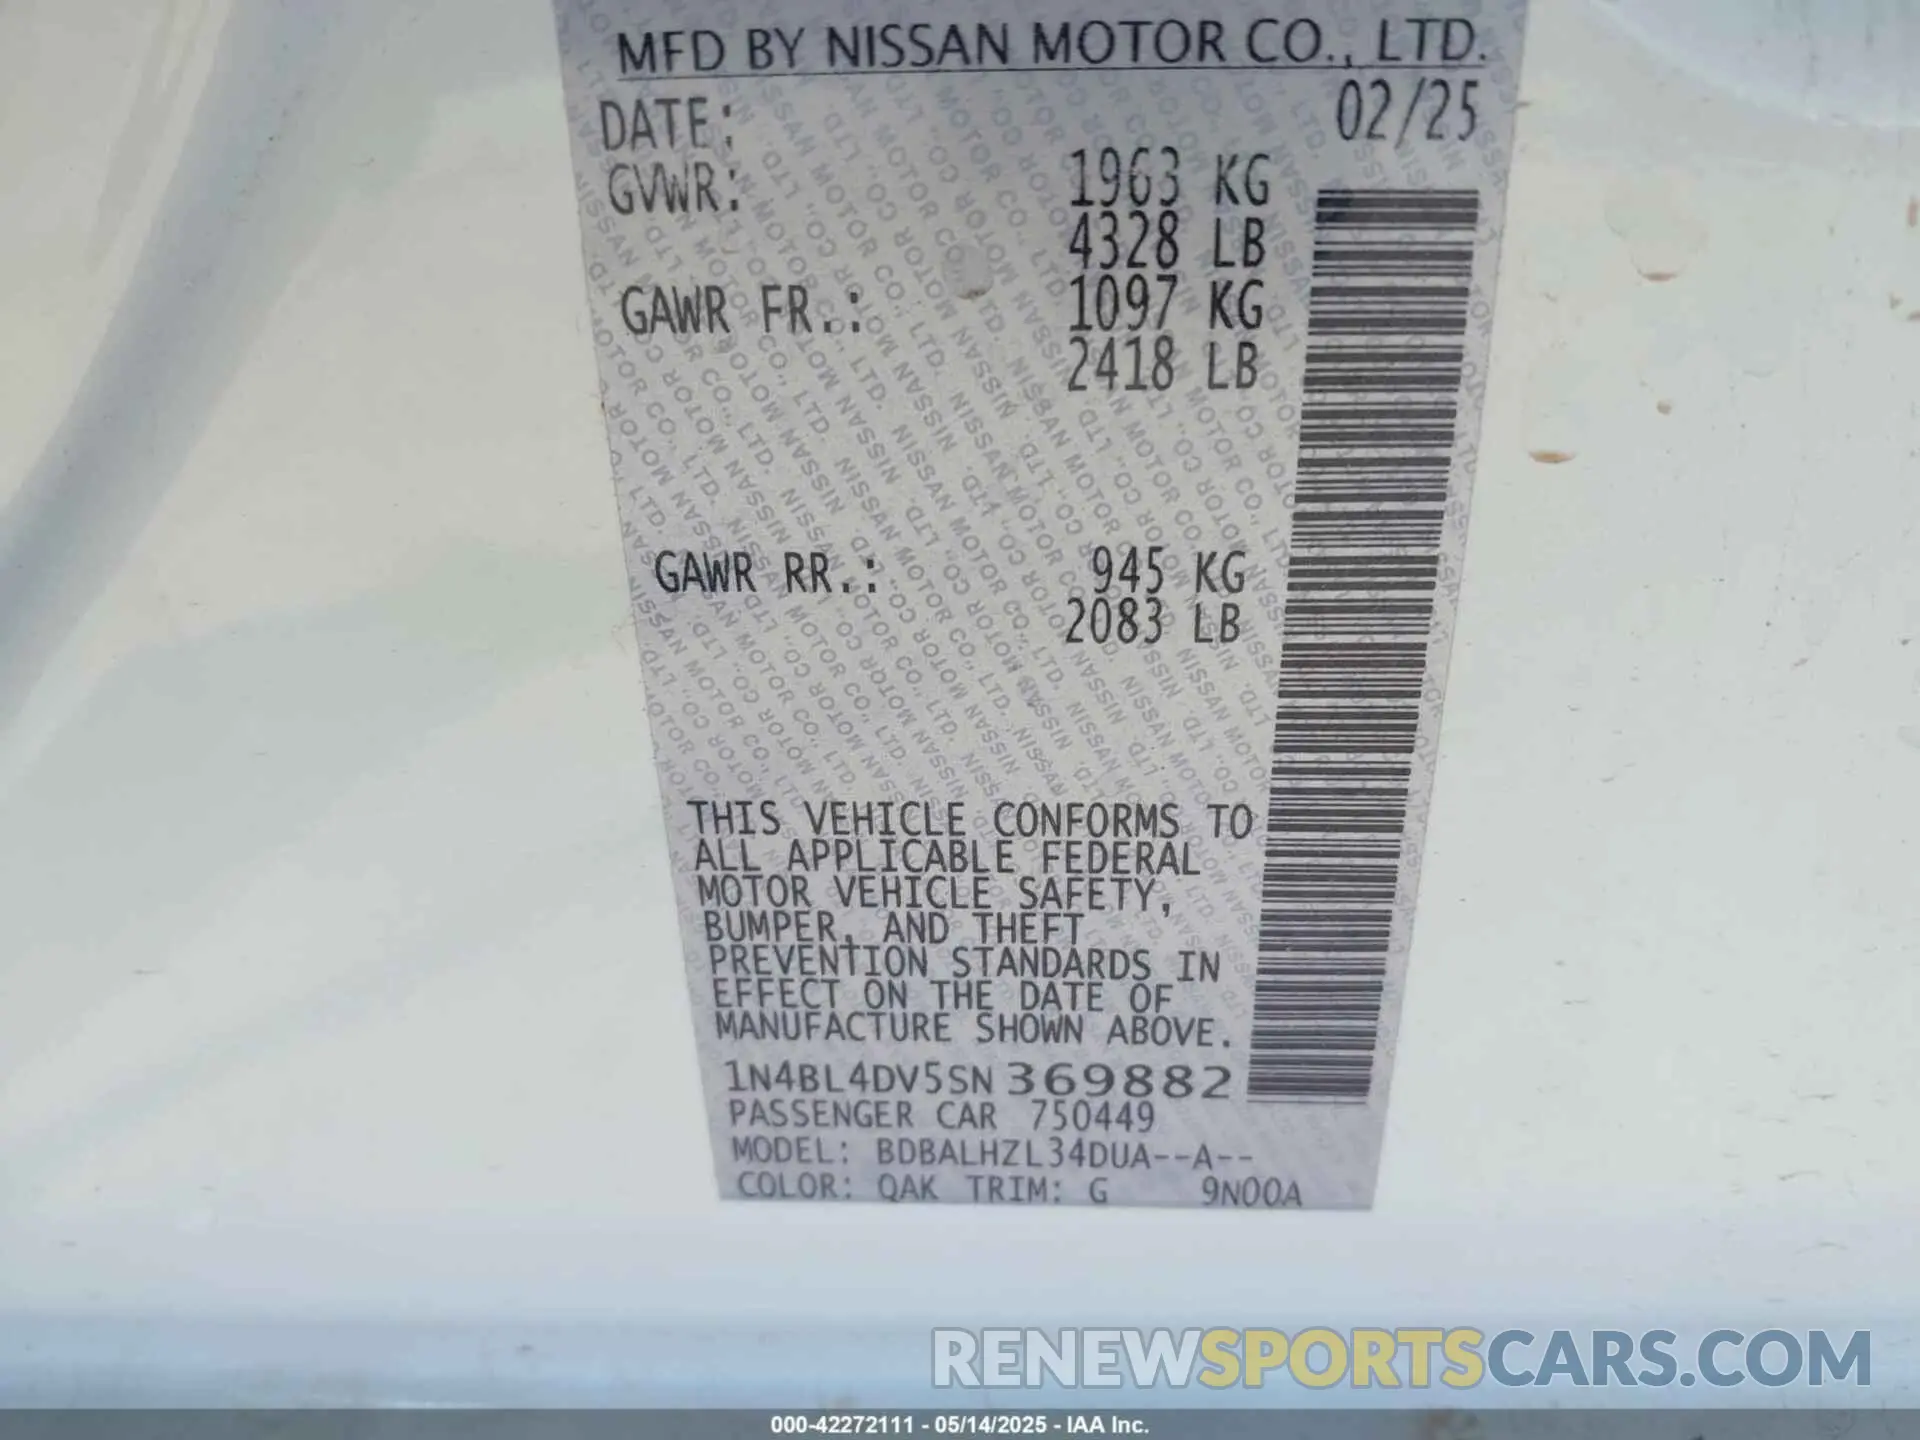 MFD BY NISSAN MOTOR CO., LTD.
DATE: 02/25
GVWR: 1963 KG
4328 LB
GAWR FR.: 1097 KG
2418 LB
GAWR RR.: 945 KG
2083 LB
THIS VEHICLE CONFORMS TO
ALL APPLICABLE FEDERAL
MOTOR VEHICLE SAFETY,
BUMPER, AND THEFT
PREVENTION STANDARDS IN
EFFECT ON THE DATE OF
MANUFACTURE SHOWN ABOVE.
1N4BL4DV5SN369882
PASSENGER CAR 750449
MODEL: BDBALHZL34DUA--A--
COLOR: QAK TRIM: G 9N00A
RENEWSPORTSCARS.COM
000-42272111 - 05/14/2025 - IAA Inc.